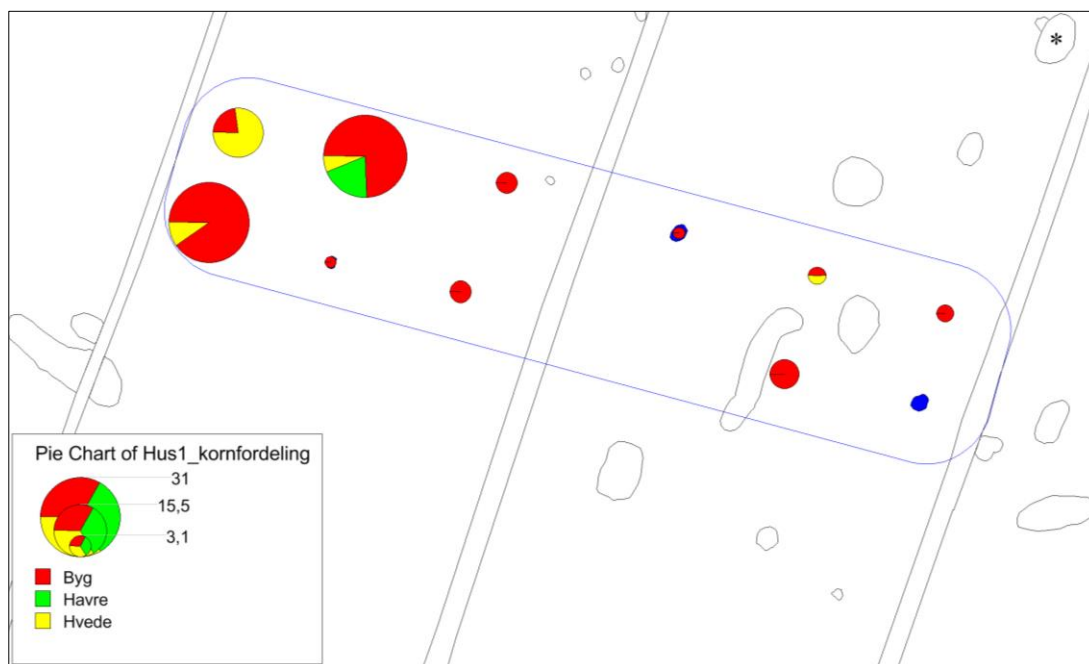 *
Pie Chart of Hus1_kornfordeling
31
15,5
3,1
Byg
Havre
Hvede